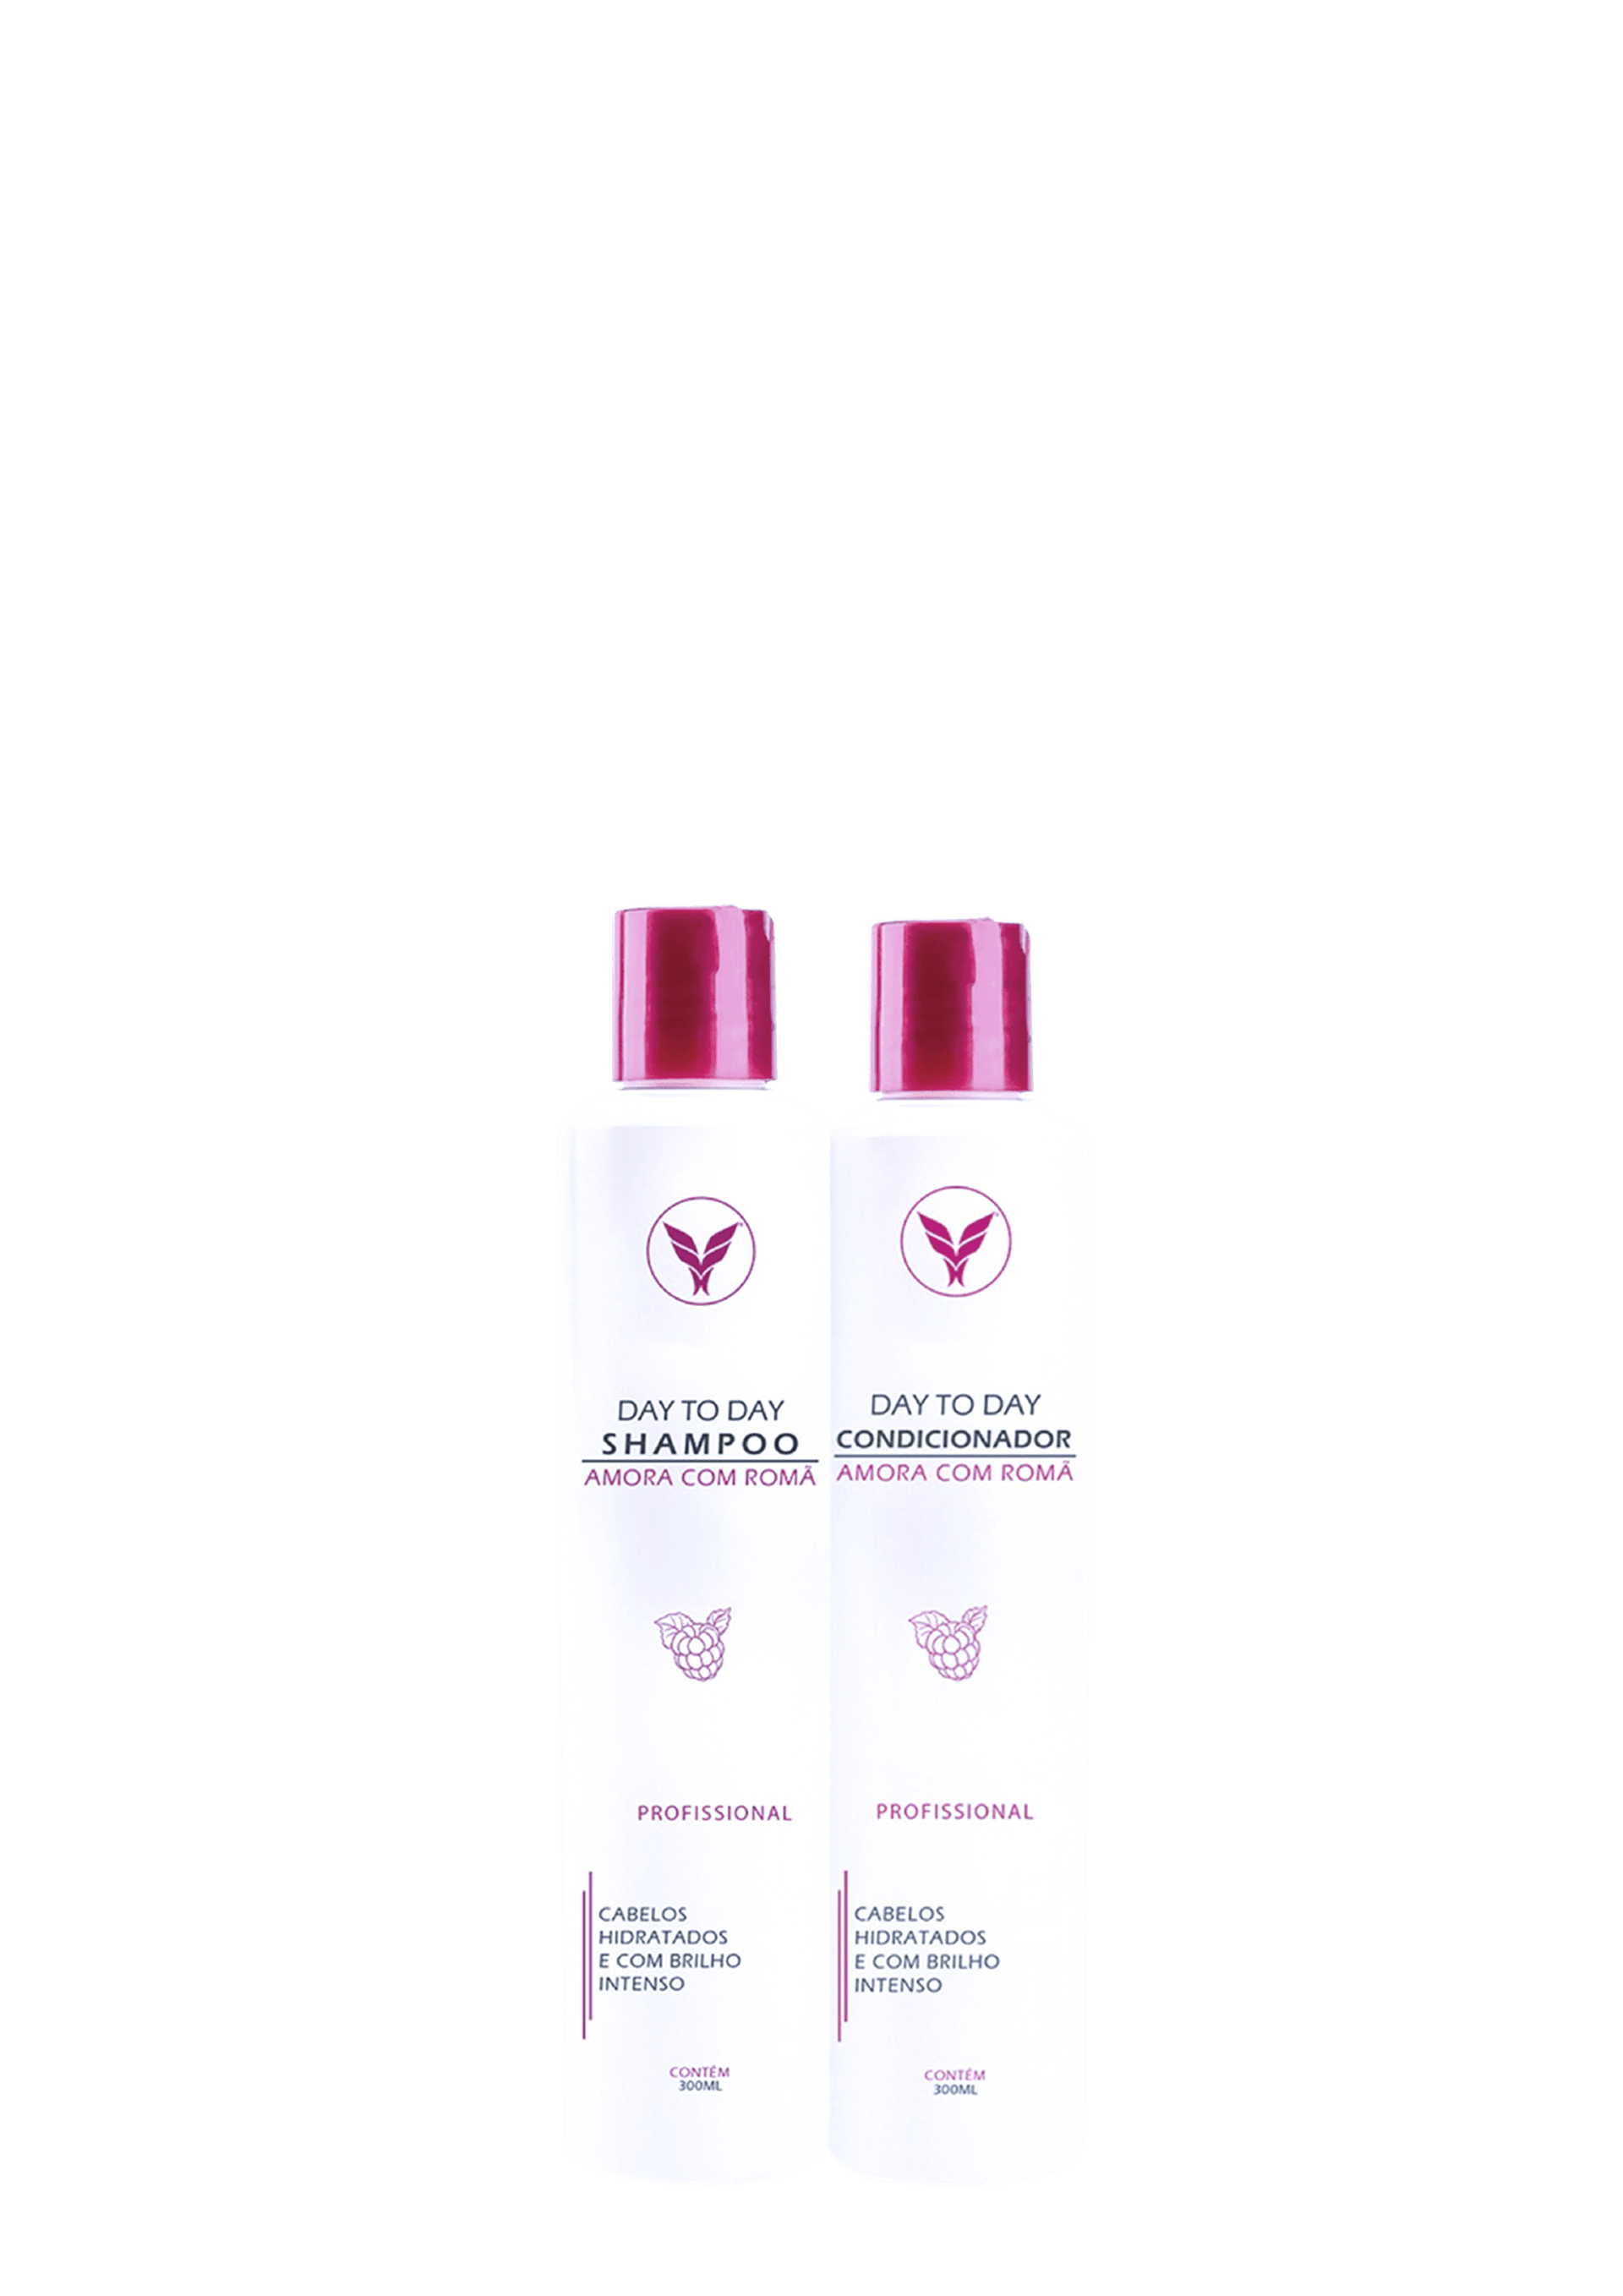 DAY TO DAY
SHAMPOO
AMORA COM ROMÃ
PROFISSIONAL
CABELOS
HIDRATADOS
E COM BRILHO
INTENSO
CONTÉM
300ML
DAY TO DAY
CONDICIONADOR
AMORA COM ROMÃ
PROFISSIONAL
CABELOS
HIDRATADOS
E COM BRILHO
INTENSO
CONTÉM
300ML